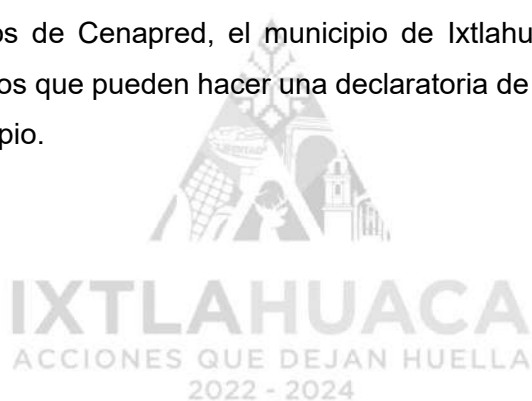 os de Cenapred, el municipio de Ixtlahu
os que pueden hacer una declaratoria de
pio.
LIBERTAD
IXTLAHUACA
ACCIONES QUE DEJAN HUELLA
2022 - 2024